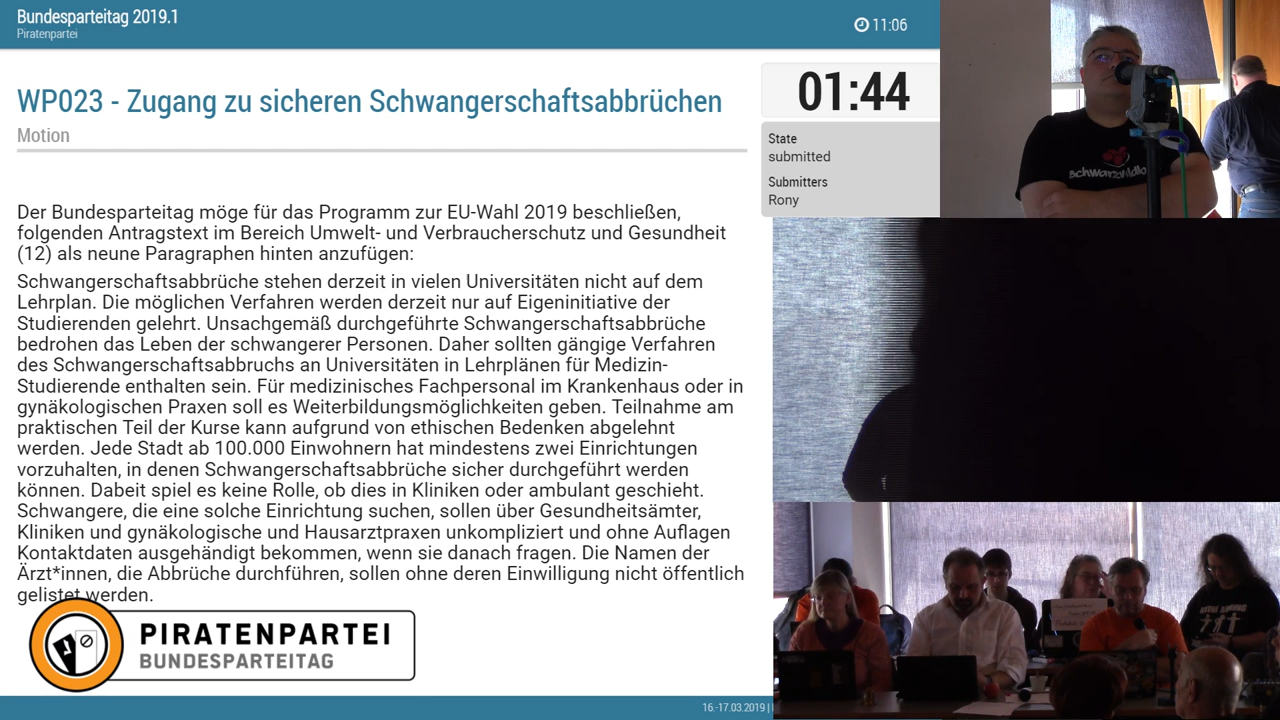 Bundesparteitag 2019.1
Piratenpartei
11:06
WP023 - Zugang zu sicheren Schwangerschaftsabbrüchen
Motion
01:44
State
submitted
Submitters
Rony
Der Bundesparteitag möge für das Programm zur EU-Wahl 2019 beschließen,
folgenden Antragstext im Bereich Umwelt- und Verbraucherschutz und Gesundheit
(12) als neune Paragraphen hinten anzufügen:
Schwangerschaftsabbrüche stehen derzeit in vielen Universitäten nicht auf dem
Lehrplan. Die möglichen Verfahren werden derzeit nur auf Eigeninitiative der
Studierenden gelehrt. Unsachgemäß durchgeführte Schwangerschaftsabbrüche
bedrohen das Leben der schwangerer Personen. Daher sollten gängige Verfahren
des Schwangerschaftsabbruchs an Universitäten in Lehrplänen für Medizin-
Studierende enthalten sein. Für medizinisches Fachpersonal im Krankenhaus oder in
gynäkologischen Praxen soll es Weiterbildungsmöglichkeiten geben. Teilnahme am
praktischen Teil der Kurse kann aufgrund von ethischen Bedenken abgelehnt
werden. Jede Stadt ab 100.000 Einwohnern hat mindestens zwei Einrichtungen
vorzuhalten, in denen Schwangerschaftsabbrüche sicher durchgeführt werden
können. Dabeit spiel es keine Rolle, ob dies in Kliniken oder ambulant geschieht.
Schwangere, die eine solche Einrichtung suchen, sollen über Gesundheitsämter,
Kliniken und gynäkologische und Hausarztpraxen unkompliziert und ohne Auflagen
Kontaktdaten ausgehändigt bekommen, wenn sie danach fragen. Die Namen der
Ärzt*innen, die Abbrüche durchführen, sollen ohne deren Einwilligung nicht öffentlich
gelistet werden.
PIRATENPARTEI
BUNDESPARTEITAG
16.-17.03.2019 |